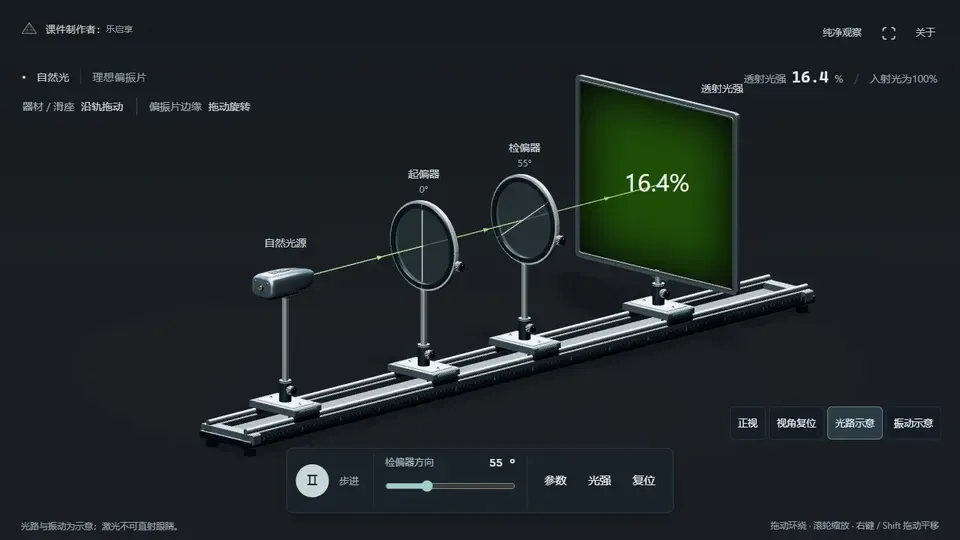 课件制作者：乐启享
纯净观察
关于
自然光
理想偏振片
透射光强 16.4 % / 入射光为100%
透射光强
器材 / 滑座 沿轨拖动
偏振片边缘 拖动旋转
检偏器
55°
起偏器
0°
16.4%
自然光源
正视
视角复位
光路示意
振动示意
步进
检偏器方向 55 °
参数
光强
复位
光路与振动为示意；激光不可直射眼睛。
拖动环绕 · 滚轮缩放 · 右键 / Shift 拖动平移